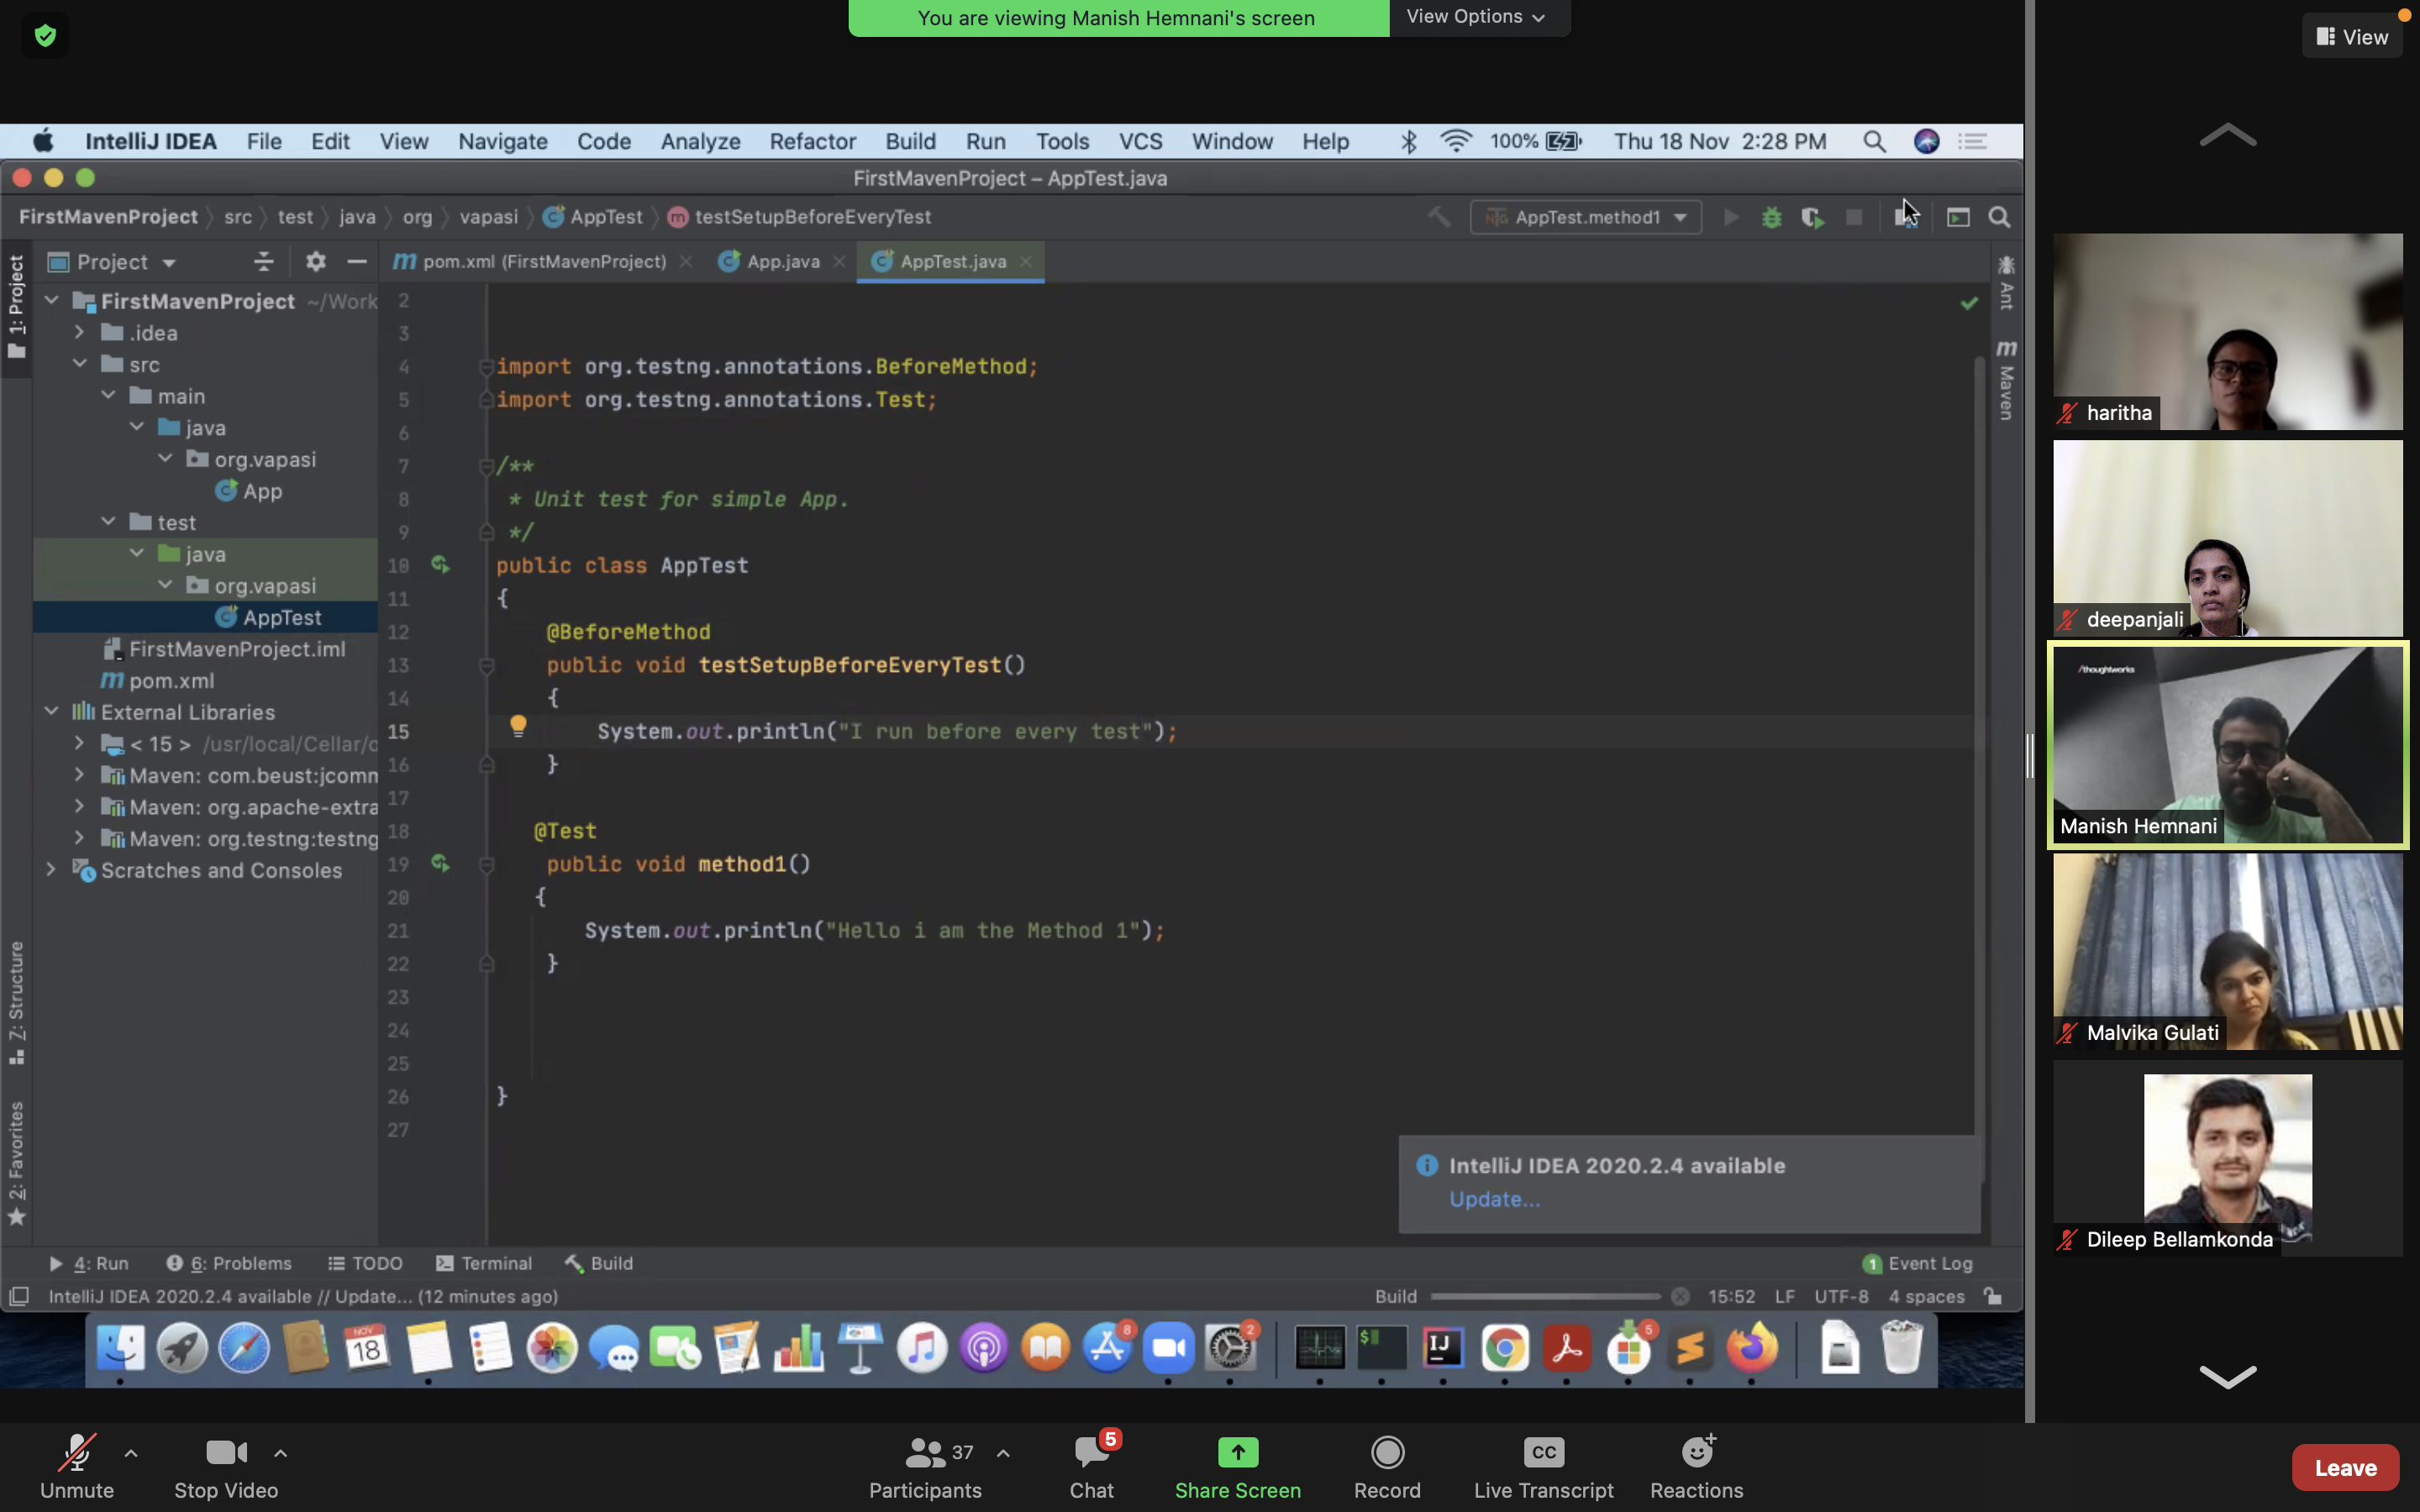 You are viewing Manish Hemnani's screen
View Options
View
IntelliJ IDEA File Edit View Navigate Code Analyze Refactor Build Run Tools VCS Window Help 100% Thu 18 Nov 2:28 PM
FirstMavenProject – AppTest.java
FirstMavenProject src test java org vapasi AppTest m testSetupBeforeEveryTest AppTest.method1
1: Project
Project
m pom.xml (FirstMavenProject) App.java AppTest.java
FirstMavenProject ~/Work
.idea
src
main
java
org.vapasi
App
test
java
org.vapasi
AppTest
FirstMavenProject.iml
m pom.xml
External Libraries
< 15 > /usr/local/Cellar/c
Maven: com.beust:jcomm
Maven: org.apache-extra
Maven: org.testng:testng
Scratches and Consoles
7: Structure
2: Favorites
2
3
4 import org.testng.annotations.BeforeMethod;
5 import org.testng.annotations.Test;
6
7 /**
8 * Unit test for simple App.
9 */
10 public class AppTest
11 {
12 @BeforeMethod
13 public void testSetupBeforeEveryTest()
14 {
15 System.out.println("I run before every test");
16 }
17
18 @Test
19 public void method1()
20 {
21 System.out.println("Hello i am the Method 1");
22 }
23
24
25
26 }
27
Ant
m Maven
IntelliJ IDEA 2020.2.4 available
Update...
4: Run 6: Problems TODO Terminal Build 1 Event Log
IntelliJ IDEA 2020.2.4 available // Update... (12 minutes ago) Build 15:52 LF UTF-8 4 spaces
NOV
18
8
2
$
IJ
5
haritha
deepanjali
/thoughtworks
Manish Hemnani
Malvika Gulati
Dileep Bellamkonda
Unmute
Stop Video
37
Participants
5
Chat
Share Screen
Record
CC
Live Transcript
Reactions
Leave